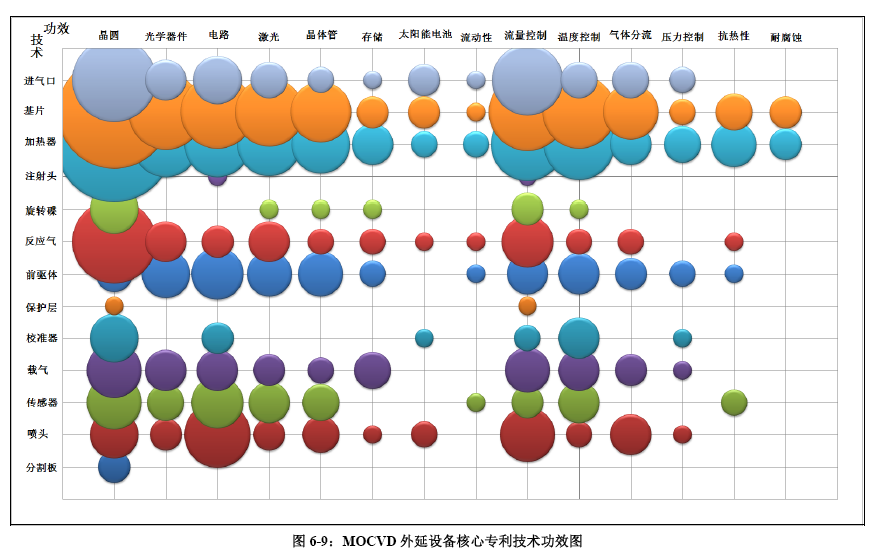 功效
技术
晶圆 光学器件 电路 激光 晶体管 存储 太阳能电池 流动性 流量控制 温度控制 气体分流 压力控制 抗热性 耐腐蚀
进气口
基片
加热器
注射头
旋转碟
反应气
前驱体
保护层
校准器
载气
传感器
喷头
分割板
图 6-9：MOCVD 外延设备核心专利技术功效图